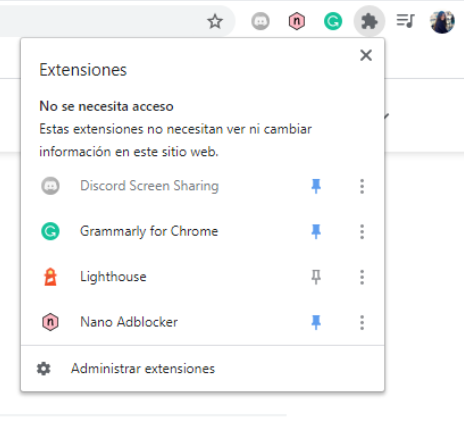 Extensiones
No se necesita acceso
Estas extensiones no necesitan ver ni cambiar
información en este sitio web.
Discord Screen Sharing
Grammarly for Chrome
Lighthouse
Nano Adblocker
Administrar extensiones